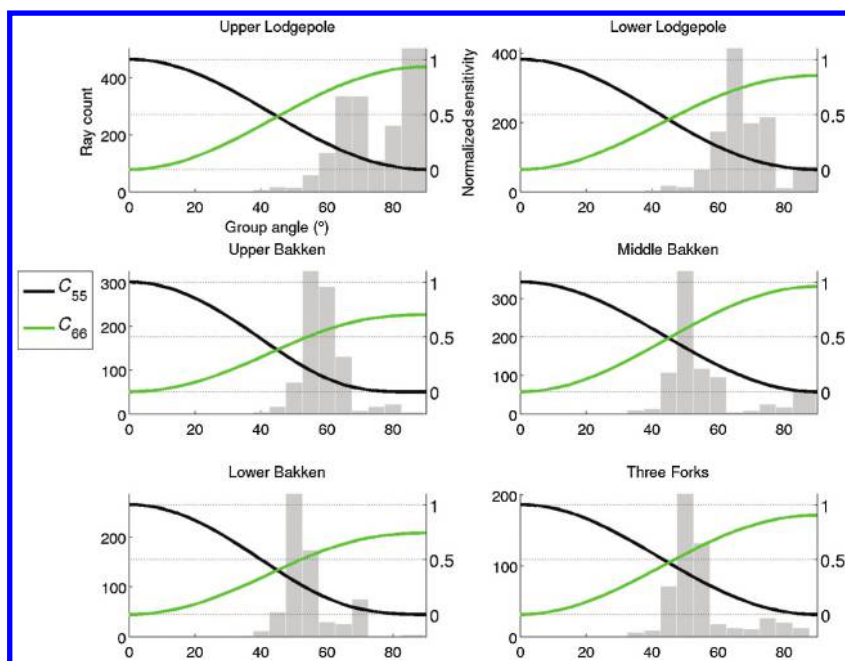 Upper Lodgepole
Lower Lodgepole
Ray count
400
200
0
1
0.5
0
0 20 40 60 80
Group angle (°)
Normalized sensitivity
400
300
200
100
0
1
0.5
0
0 20 40 60 80
C55
C66
Upper Bakken
Middle Bakken
300
200
100
0
1
0.5
0
0 20 40 60 80
300
200
100
0
1
0.5
0
0 20 40 60 80
Lower Bakken
Three Forks
200
100
0
1
0.5
0
0 20 40 60 80
200
100
0
1
0.5
0
0 20 40 60 80